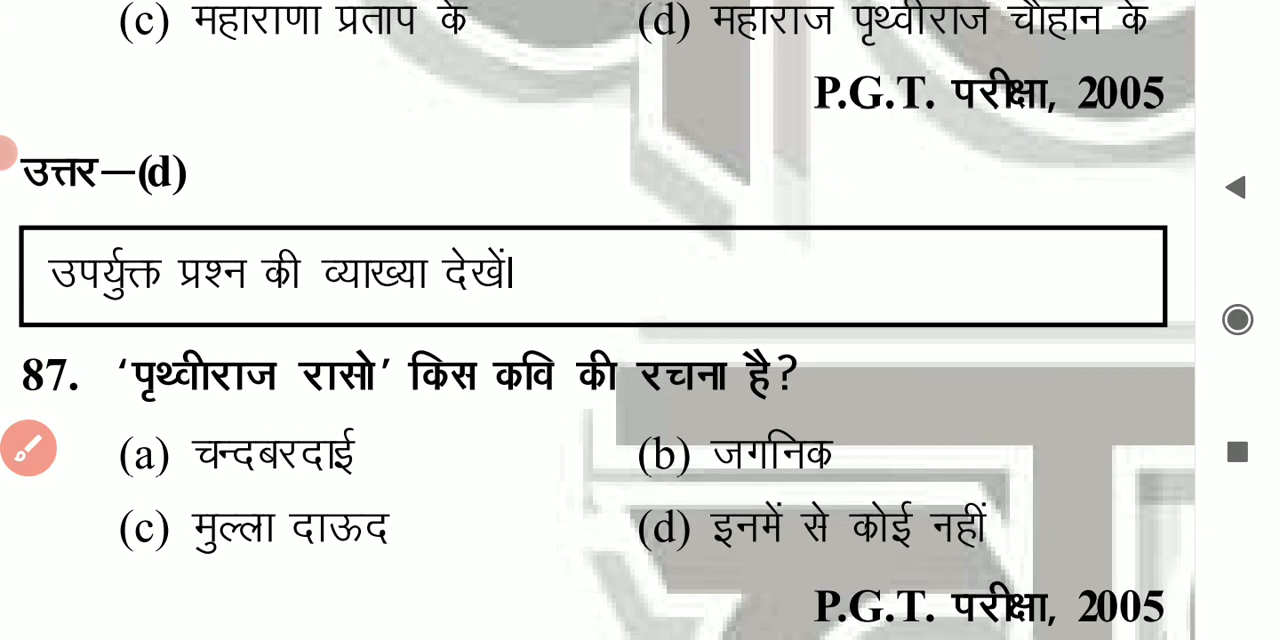 (c) महाराणा प्रताप के (d) महाराज पृथ्वीराज चौहान के
P.G.T. परीक्षा, 2005
उत्तर—(d)
उपर्युक्त प्रश्न की व्याख्या देखें।
87. ‘पृथ्वीराज रासो’ किस कवि की रचना है?
(a) चन्दबरदाई (b) जगनिक
(c) मुल्ला दाऊद (d) इनमें से कोई नहीं
P.G.T. परीक्षा, 2005